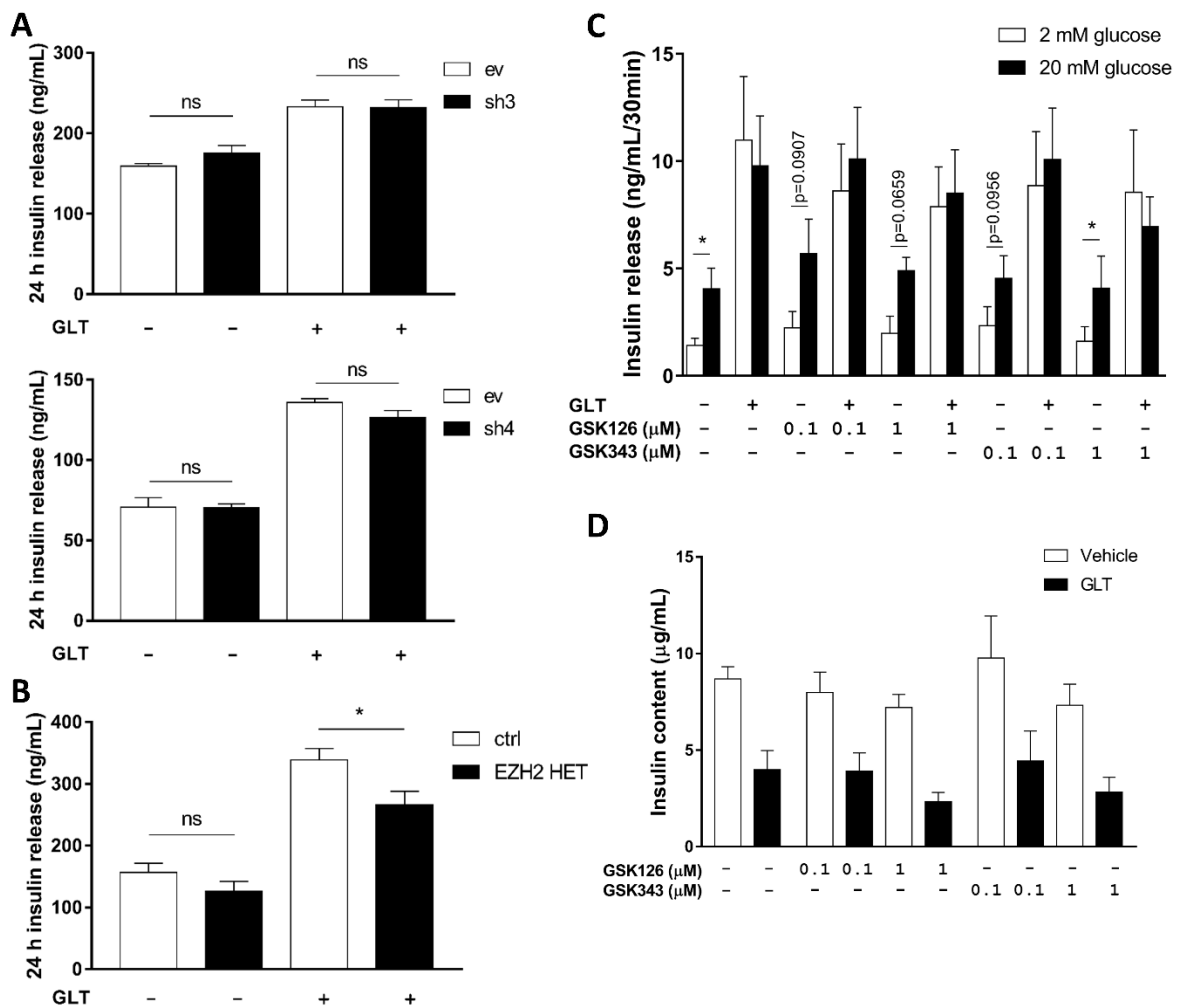 A
300
200
100
0
24 h insulin release (ng/mL)
ns
ns
ev
sh3
GLT
−
−
+
+
150
100
50
0
24 h insulin release (ng/mL)
ns
ns
ev
sh4
GLT
−
−
+
+
B
400
300
200
100
0
24 h insulin release (ng/mL)
ns
*
ctrl
EZH2 HET
GLT
−
−
+
+
C
2 mM glucose
20 mM glucose
15
10
5
0
Insulin release (ng/mL/30min)
*
p=0.0907
p=0.0659
p=0.0956
*
GLT − + − + − + − + − +
GSK126 (μM) − − 0.1 0.1 1 1 − − − −
GSK343 (μM) − − − − − − 0.1 0.1 1 1
D
Vehicle
GLT
15
10
5
0
Insulin content (μg/mL)
GSK126 (μM) − − 0.1 0.1 1 1 − − − −
GSK343 (μM) − − − − − − 0.1 0.1 1 1